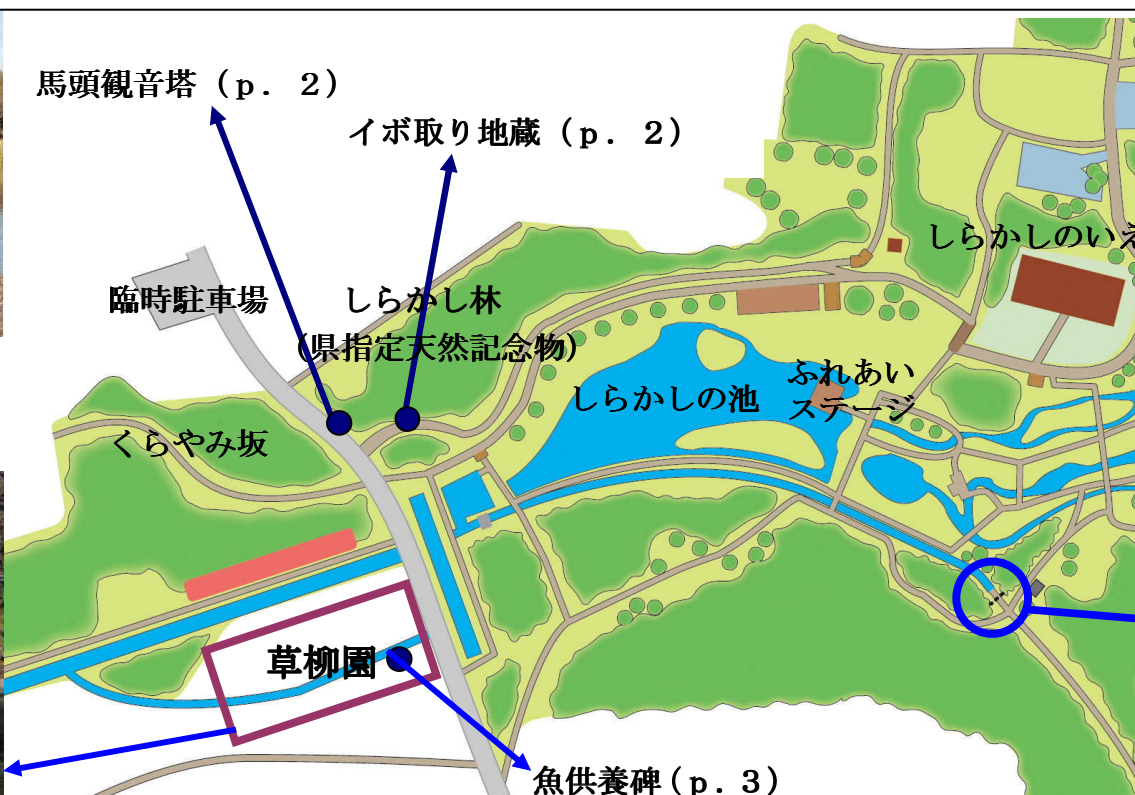 馬頭観音塔（p．２）
イボ取り地蔵（p．２）
しらかしのいえ
臨時駐車場
しらかし林
（県指定天然記念物）
ふれあい
ステージ
しらかしの池
くらやみ坂
草柳園
魚供養碑（p．３）